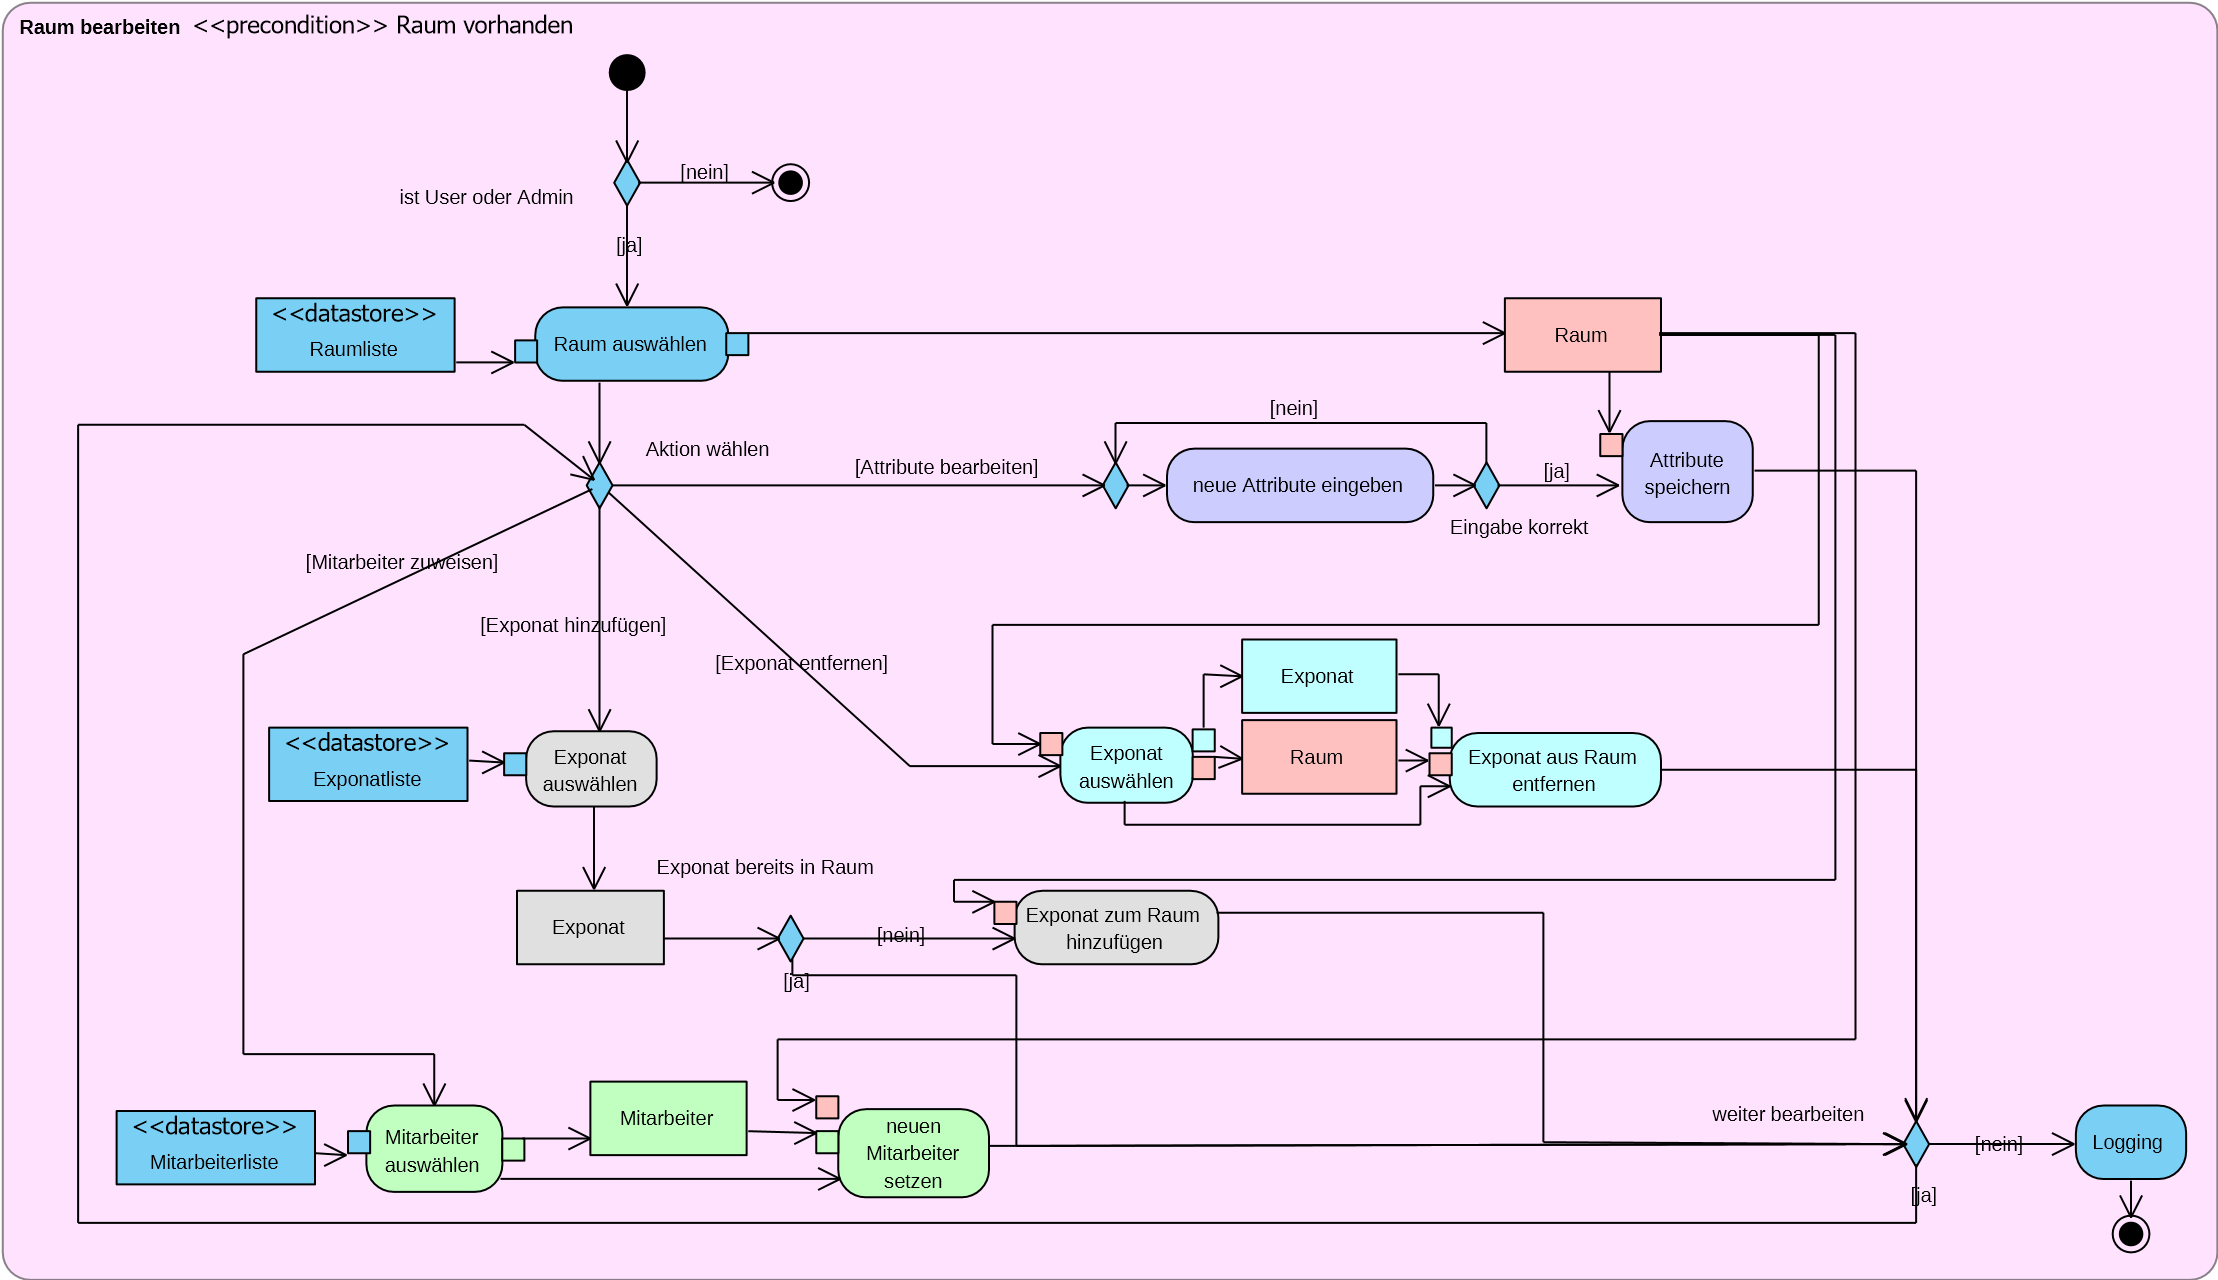 Raum bearbeiten <<precondition>> Raum vorhanden
[nein]
ist User oder Admin
[ja]
<<datastore>>
Raumliste
Raum auswählen
Raum
[nein]
Aktion wählen
[Attribute bearbeiten]
neue Attribute eingeben
[ja]
Attribute
speichern
Eingabe korrekt
[Mitarbeiter zuweisen]
[Exponat hinzufügen]
[Exponat entfernen]
Exponat
<<datastore>>
Exponatliste
Exponat
auswählen
Exponat
auswählen
Raum
Exponat aus Raum
entfernen
Exponat bereits in Raum
Exponat
[nein]
Exponat zum Raum
hinzufügen
[ja]
<<datastore>>
Mitarbeiterliste
Mitarbeiter
auswählen
Mitarbeiter
neuen
Mitarbeiter
setzen
weiter bearbeiten
[nein]
Logging
[ja]